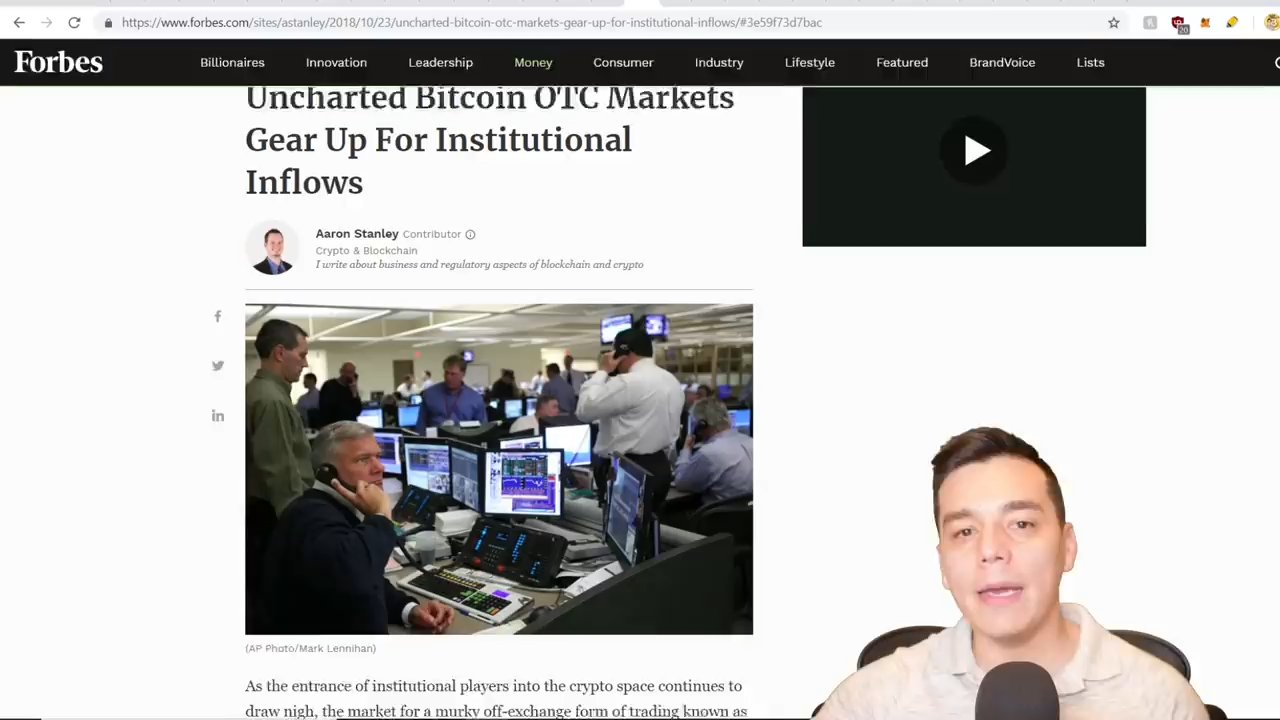 https://www.forbes.com/sites/astanley/2018/10/23/uncharted-bitcoin-otc-markets-gear-up-for-institutional-inflows/#3e59f73d7bac
20
Forbes
Billionaires Innovation Leadership Money Consumer Industry Lifestyle Featured BrandVoice Lists
Uncharted Bitcoin OTC Markets
Gear Up For Institutional
Inflows
Aaron Stanley Contributor
Crypto & Blockchain
I write about business and regulatory aspects of blockchain and crypto
(AP Photo/Mark Lennihan)
As the entrance of institutional players into the crypto space continues to
draw nigh, the market for a murky off-exchange form of trading known as